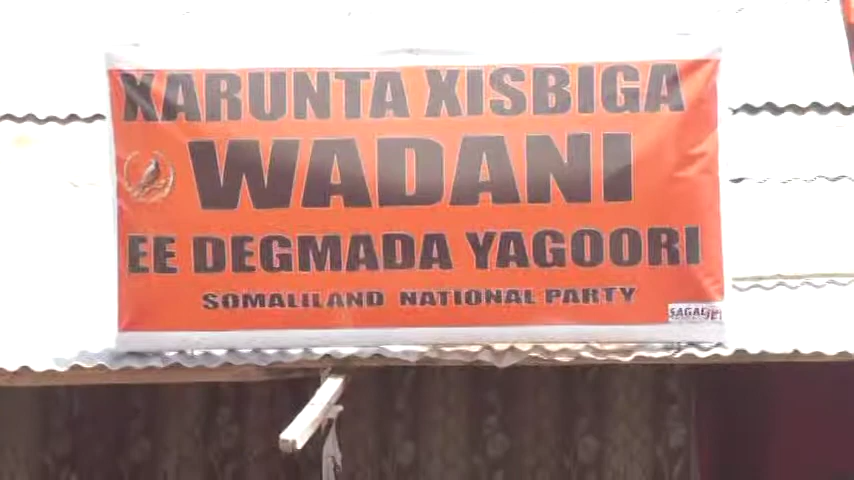 XARUNTA XISBIGA
WADANI
EE DEGMADA YAGOORI
SOMALILAND NATIONAL PARTY